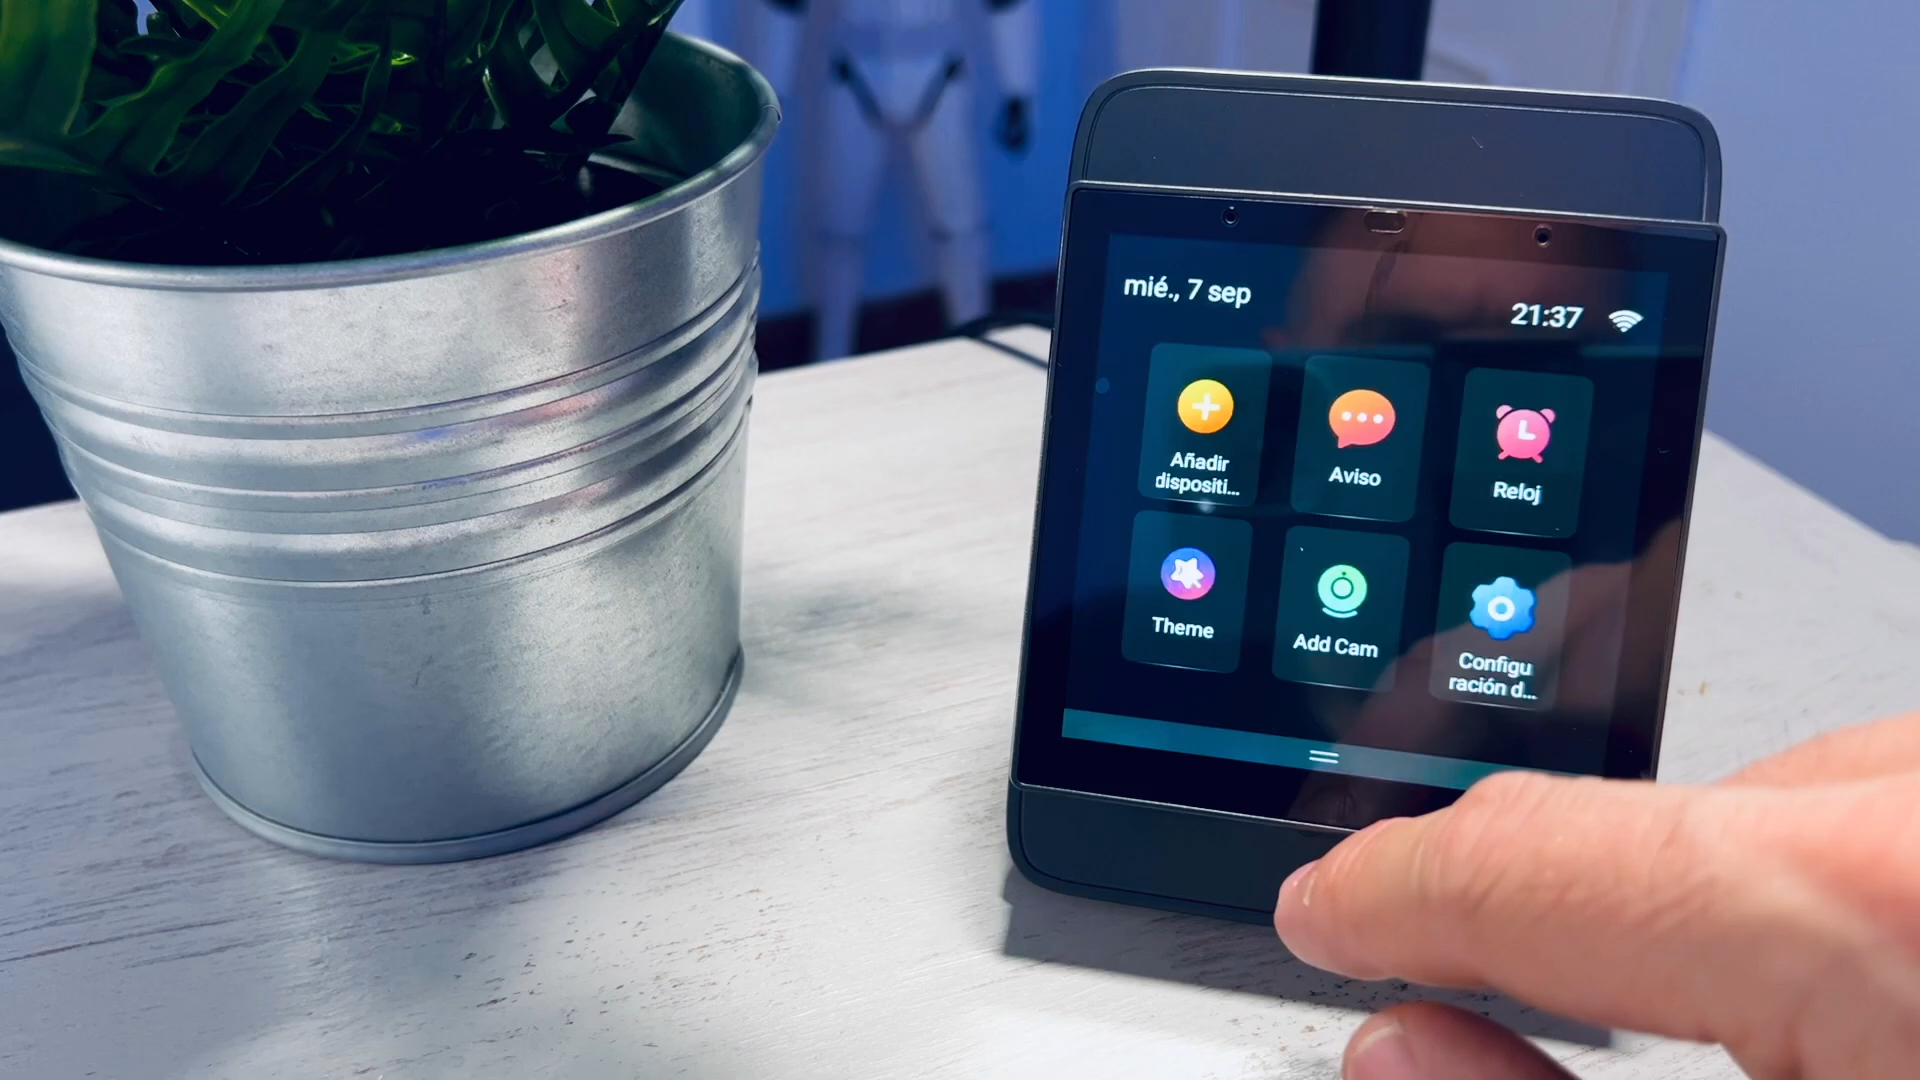 mié., 7 sep
21:37
Añadir
dispositi...
Aviso
Reloj
Theme
Add Cam
Configu
ración d...